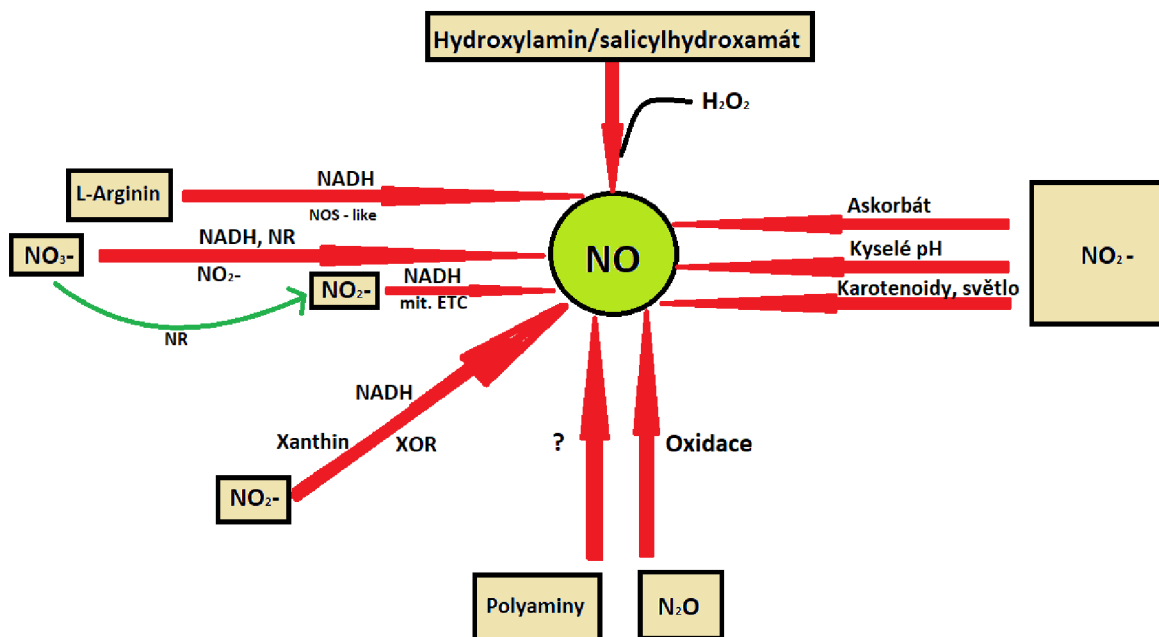 Hydroxylamin/salicylhydroxamát
H₂O₂
L-Arginin
NADH
NOS - like
NO₃-
NADH, NR
NO₂-
NO₂-
NADH
mit. ETC
NR
NO
Askorbát
Kyselé pH
Karotenoidy, světlo
NO₂ -
NADH
Xanthin
XOR
NO₂-
?
Oxidace
Polyaminy
N₂O